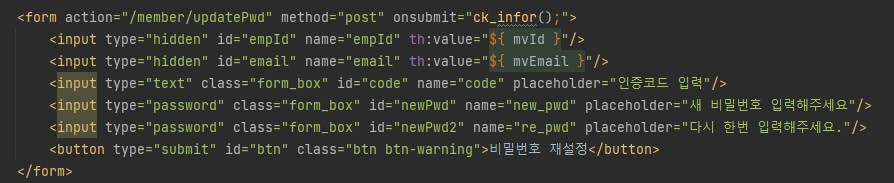 <form action="/member/updatePwd" method="post" onsubmit="ck_infor();">
<input type="hidden" id="empId" name="empId" th:value="${ mvId }"/>
<input type="hidden" id="email" name="email" th:value="${ mvEmail }"/>
<input type="text" class="form_box" id="code" name="code" placeholder="인증코드 입력"/>
<input type="password" class="form_box" id="newPwd" name="new_pwd" placeholder="새 비밀번호 입력해주세요"/>
<input type="password" class="form_box" id="newPwd2" name="re_pwd" placeholder="다시 한번 입력해주세요."/>
<button type="submit" id="btn" class="btn btn-warning">비밀번호 재설정</button>
</form>